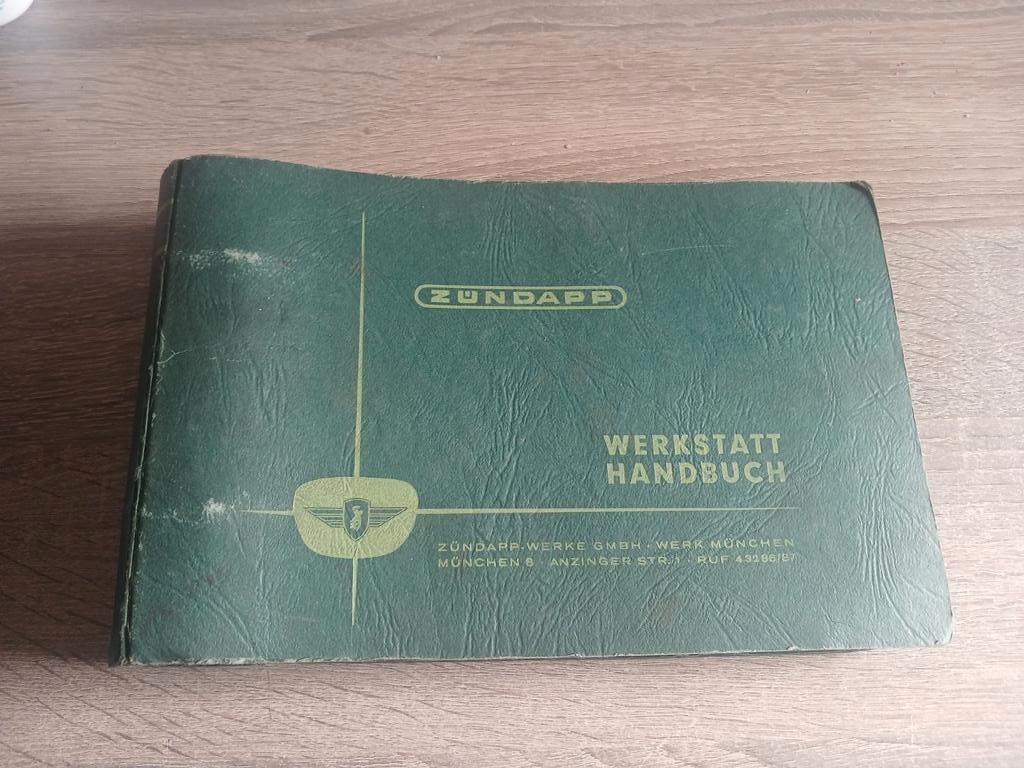 ZÜNDAPP
WERKSTATT
HANDBUCH
ZÜNDAPP-WERKE GMBH · WERK MÜNCHEN
MÜNCHEN 8 · ANZINGER STR. 1 · RUF 43286/87